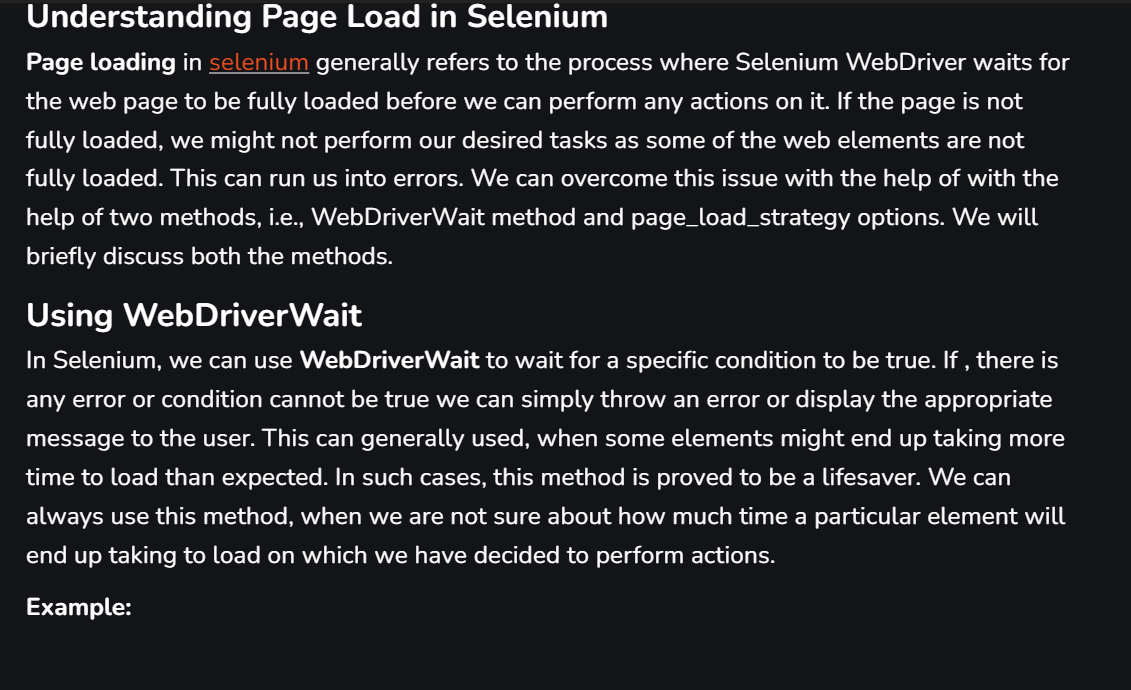 Understanding Page Load in Selenium
Page loading in selenium generally refers to the process where Selenium WebDriver waits for
the web page to be fully loaded before we can perform any actions on it. If the page is not
fully loaded, we might not perform our desired tasks as some of the web elements are not
fully loaded. This can run us into errors. We can overcome this issue with the help of with the
help of two methods, i.e., WebDriverWait method and page_load_strategy options. We will
briefly discuss both the methods.
Using WebDriverWait
In Selenium, we can use WebDriverWait to wait for a specific condition to be true. If , there is
any error or condition cannot be true we can simply throw an error or display the appropriate
message to the user. This can generally used, when some elements might end up taking more
time to load than expected. In such cases, this method is proved to be a lifesaver. We can
always use this method, when we are not sure about how much time a particular element will
end up taking to load on which we have decided to perform actions.
Example: